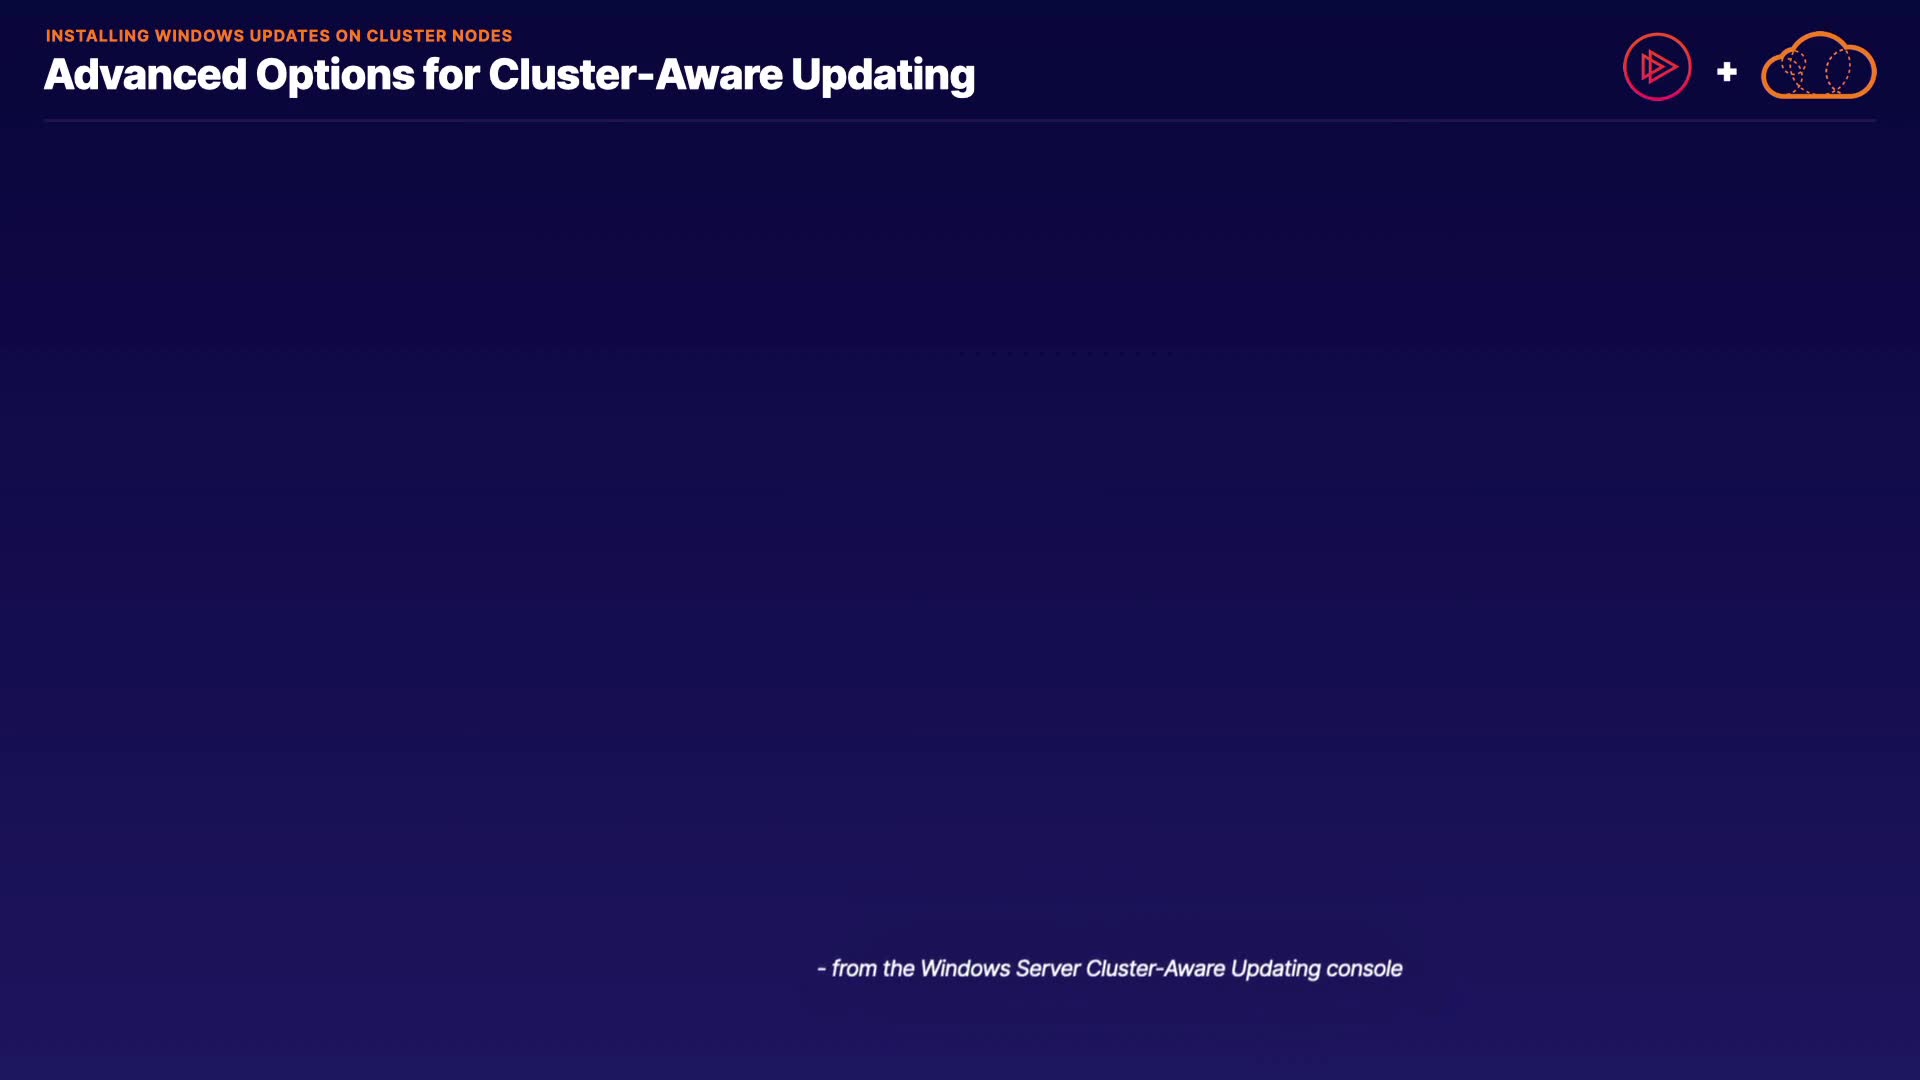 INSTALLING WINDOWS UPDATES ON CLUSTER NODES
Advanced Options for Cluster-Aware Updating
+
- from the Windows Server Cluster-Aware Updating console